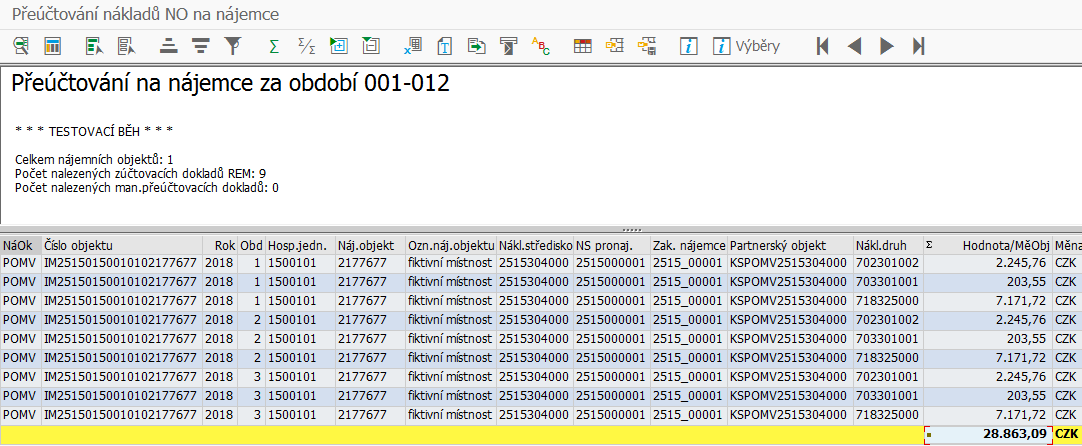 Přeúčtování nákladů NO na nájemce
Výběry
Přeúčtování na nájemce za období 001-012
* * * TESTOVACÍ BĚH * * *
Celkem nájemních objektů: 1
Počet nalezených zúčtovacích dokladů REM: 9
Počet nalezených man.přeúčtovacích dokladů: 0
NáOk Číslo objektu Rok Obd Hosp.jedn. Náj.objekt Ozn.náj.objektu Nákl.středisko NS pronaj. Zak. nájemce Partnerský objekt Nákl.druh Σ Hodnota/MěObj Měna
POMV IM25150150010102177677 2018 1 1500101 2177677 fiktivní místnost 2515304000 2515000001 2515_00001 KSPOMV2515304000 702301002 2.245,76 CZK
POMV IM25150150010102177677 2018 1 1500101 2177677 fiktivní místnost 2515304000 2515000001 2515_00001 KSPOMV2515304000 703301001 203,55 CZK
POMV IM25150150010102177677 2018 1 1500101 2177677 fiktivní místnost 2515304000 2515000001 2515_00001 KSPOMV2515304000 718325000 7.171,72 CZK
POMV IM25150150010102177677 2018 2 1500101 2177677 fiktivní místnost 2515304000 2515000001 2515_00001 KSPOMV2515304000 702301002 2.245,76 CZK
POMV IM25150150010102177677 2018 2 1500101 2177677 fiktivní místnost 2515304000 2515000001 2515_00001 KSPOMV2515304000 703301001 203,55 CZK
POMV IM25150150010102177677 2018 2 1500101 2177677 fiktivní místnost 2515304000 2515000001 2515_00001 KSPOMV2515304000 718325000 7.171,72 CZK
POMV IM25150150010102177677 2018 3 1500101 2177677 fiktivní místnost 2515304000 2515000001 2515_00001 KSPOMV2515304000 702301001 2.245,76 CZK
POMV IM25150150010102177677 2018 3 1500101 2177677 fiktivní místnost 2515304000 2515000001 2515_00001 KSPOMV2515304000 703301001 203,55 CZK
POMV IM25150150010102177677 2018 3 1500101 2177677 fiktivní místnost 2515304000 2515000001 2515_00001 KSPOMV2515304000 718325000 7.171,72 CZK
28.863,09 CZK